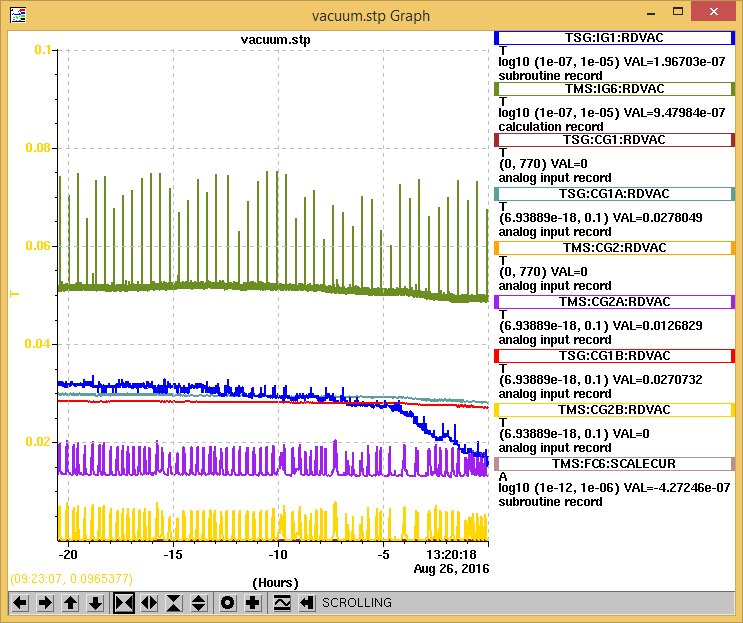 vacuum.stp Graph
vacuum.stp
0.1
0.08
0.06
T
0.04
0.02
-20
-15
-10
-5
13:20:18
Aug 26, 2016
(09:23:07, 0.0965377)
(Hours)
TSG:IG1:RDVAC
T
log10 (1e-07, 1e-05) VAL=1.96703e-07
subroutine record
TMS:IG6:RDVAC
T
log10 (1e-07, 1e-05) VAL=9.47984e-07
calculation record
TSG:CG1:RDVAC
T
(0, 770) VAL=0
analog input record
TSG:CG1A:RDVAC
T
(6.93889e-18, 0.1) VAL=0.0278049
analog input record
TMS:CG2:RDVAC
T
(0, 770) VAL=0
analog input record
TMS:CG2A:RDVAC
T
(6.93889e-18, 0.1) VAL=0.0126829
analog input record
TSG:CG1B:RDVAC
T
(6.93889e-18, 0.1) VAL=0.0270732
analog input record
TMS:CG2B:RDVAC
T
(6.93889e-18, 0.1) VAL=0
analog input record
TMS:FC6:SCALECUR
A
log10 (1e-12, 1e-06) VAL=-4.27246e-07
subroutine record
SCROLLING